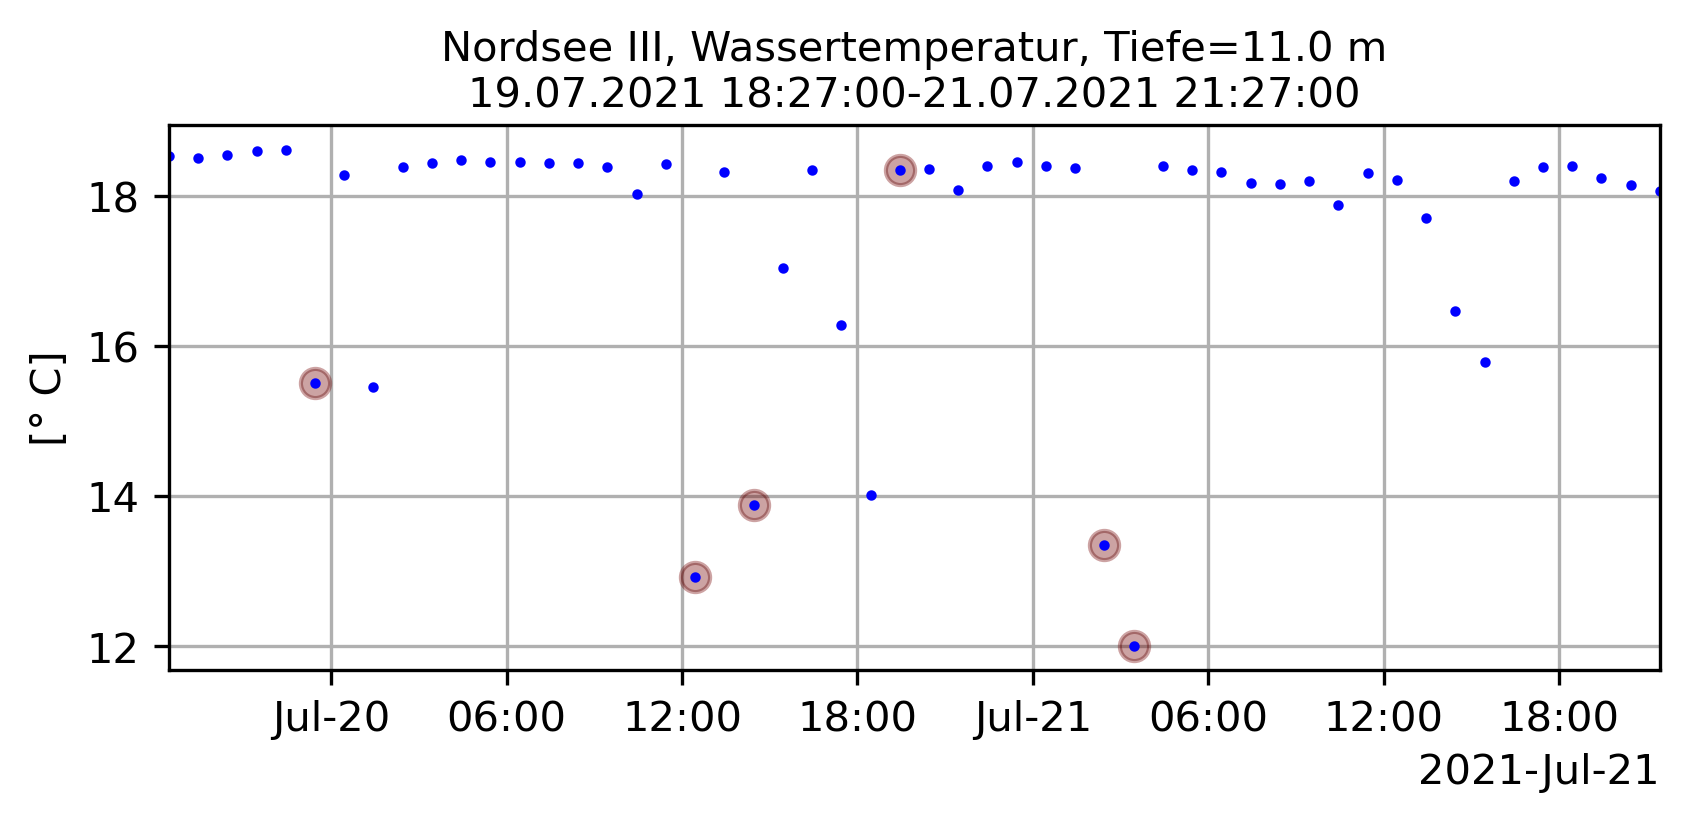 Nordsee III, Wassertemperatur, Tiefe=11.0 m
19.07.2021 18:27:00-21.07.2021 21:27:00
[° C]
18
16
14
12
Jul-20 06:00 12:00 18:00 Jul-21 06:00 12:00 18:00
2021-Jul-21